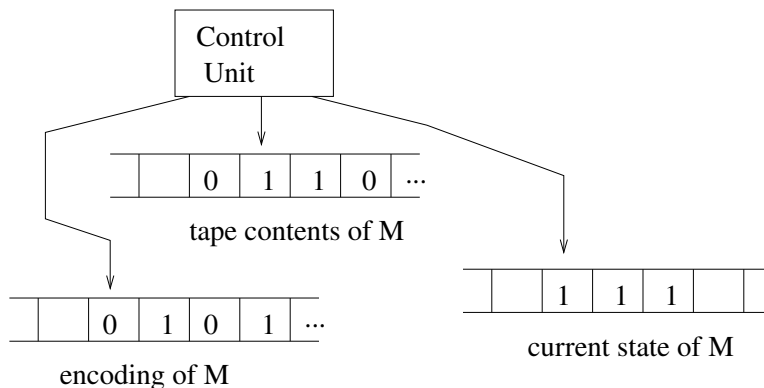 Control
Unit
0 1 1 0 ...
tape contents of M
0 1 0 1 ...
encoding of M
1 1 1
current state of M